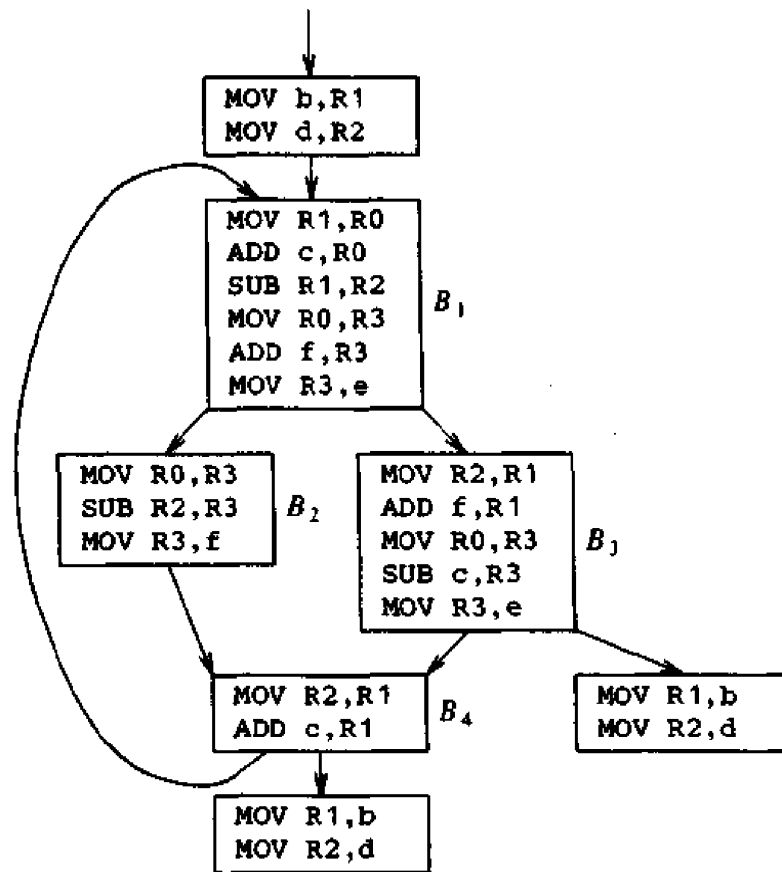 MOV b,R1
MOV d,R2
MOV R1,R0
ADD c,R0
SUB R1,R2
MOV R0,R3
ADD f,R3
MOV R3,e
B1
MOV R0,R3
SUB R2,R3
MOV R3,f
B2
MOV R2,R1
ADD f,R1
MOV R0,R3
SUB c,R3
MOV R3,e
B3
MOV R2,R1
ADD c,R1
B4
MOV R1,b
MOV R2,d
MOV R1,b
MOV R2,d